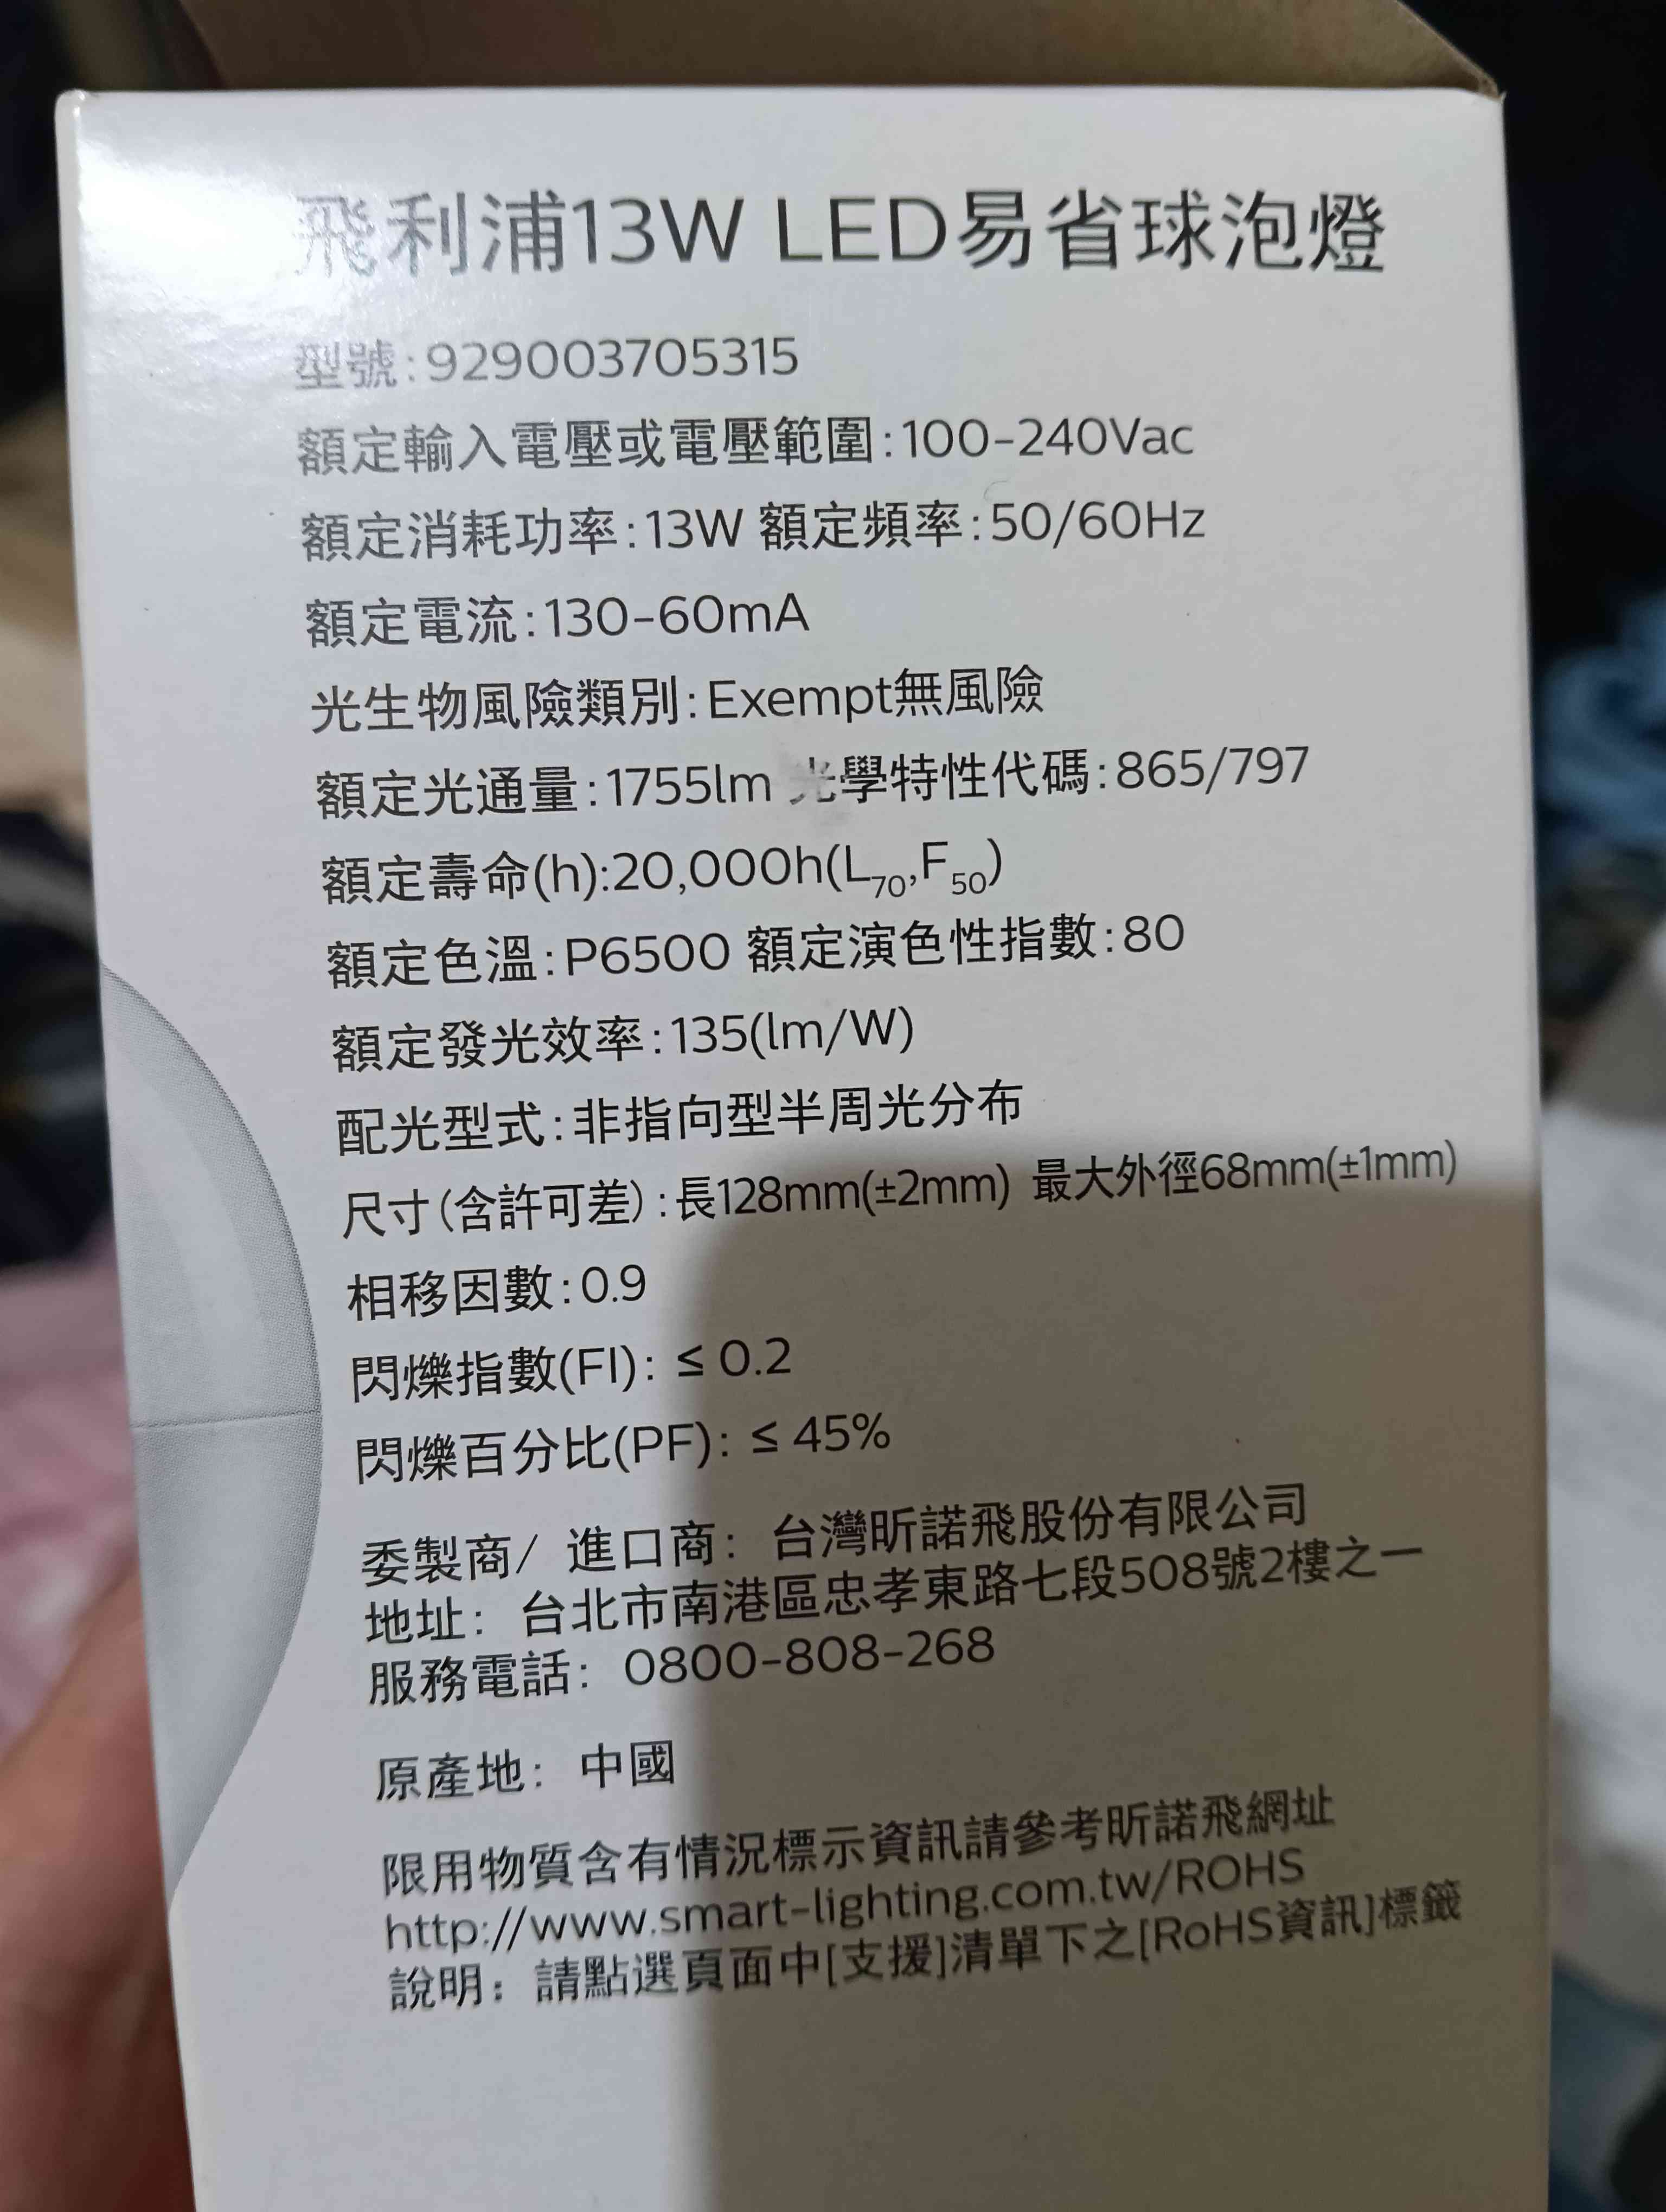 飛利浦13W LED易省球泡燈
型號:929003705315
額定輸入電壓或電壓範圍:100-240Vac
額定消耗功率:13W 額定頻率:50/60Hz
額定電流:130-60mA
光生物風險類別:Exempt無風險
額定光通量:1755lm 光學特性代碼:865/797
額定壽命(h):20,000h(L70,F50)
額定色溫:P6500 額定演色性指數:80
額定發光效率:135(lm/W)
配光型式:非指向型半周光分布
尺寸(含許可差):長128mm(±2mm) 最大外徑68mm(±1mm)
相移因數:0.9
閃爍指數(FI): ≤ 0.2
閃爍百分比(PF): ≤ 45%
委製商/ 進口商: 台灣昕諾飛股份有限公司
地址: 台北市南港區忠孝東路七段508號2樓之一
服務電話: 0800-808-268
原產地: 中國
限用物質含有情況標示資訊請參考昕諾飛網址
http://www.smart-lighting.com.tw/ROHS
說明: 請點選頁面中[支援]清單下之[RoHS資訊]標籤